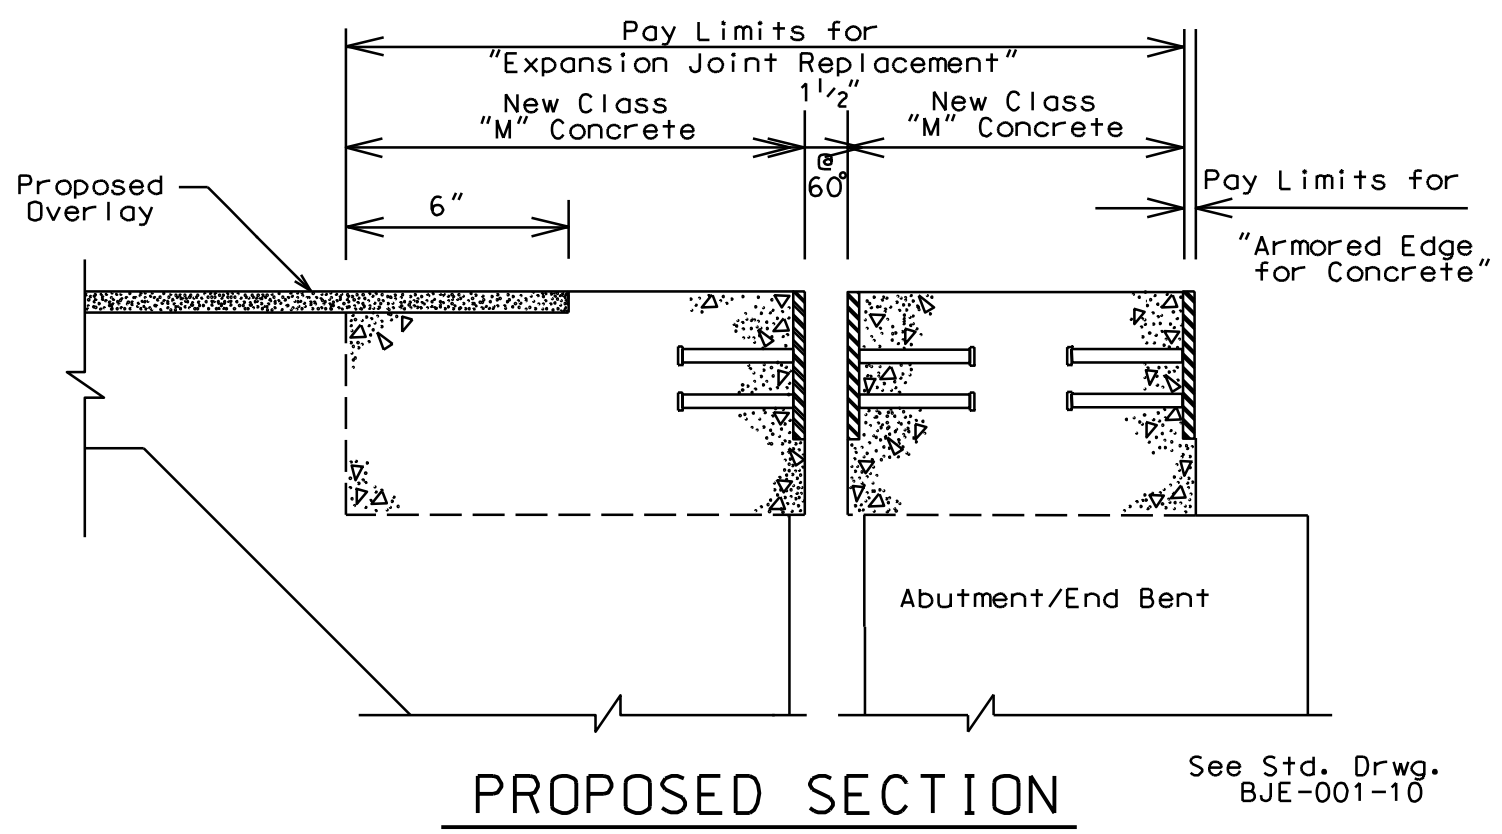 Pay Limits for
"Expansion Joint Replacement"
1 1/2"
New Class
"M" Concrete
New Class
"M" Concrete
@
60°
Proposed
Overlay
6"
Pay Limits for
"Armored Edge
for Concrete"
Abutment/End Bent
PROPOSED SECTION
See Std. Drwg.
BJE-001-10